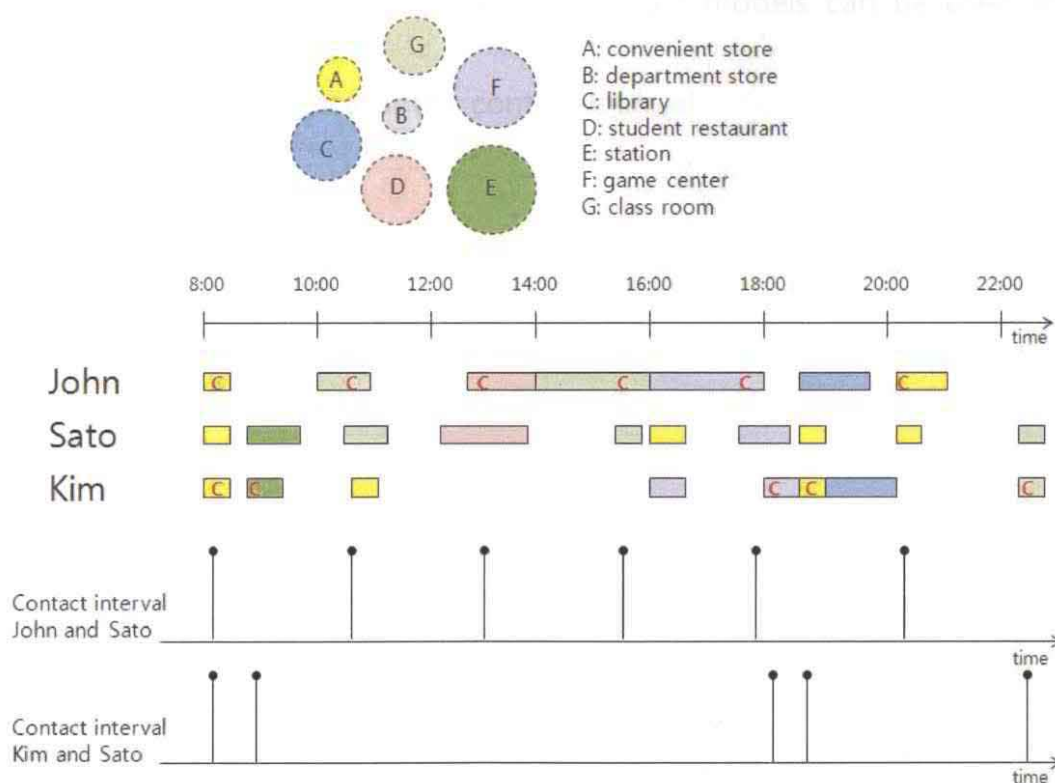 G
A
F
B
C
D
E
A: convenient store
B: department store
C: library
D: student restaurant
E: station
F: game center
G: class room
8:00 10:00 12:00 14:00 16:00 18:00 20:00 22:00
time
John C C C C C C
Sato
Kim C C C C C
Contact interval
John and Sato
time
Contact interval
Kim and Sato
time